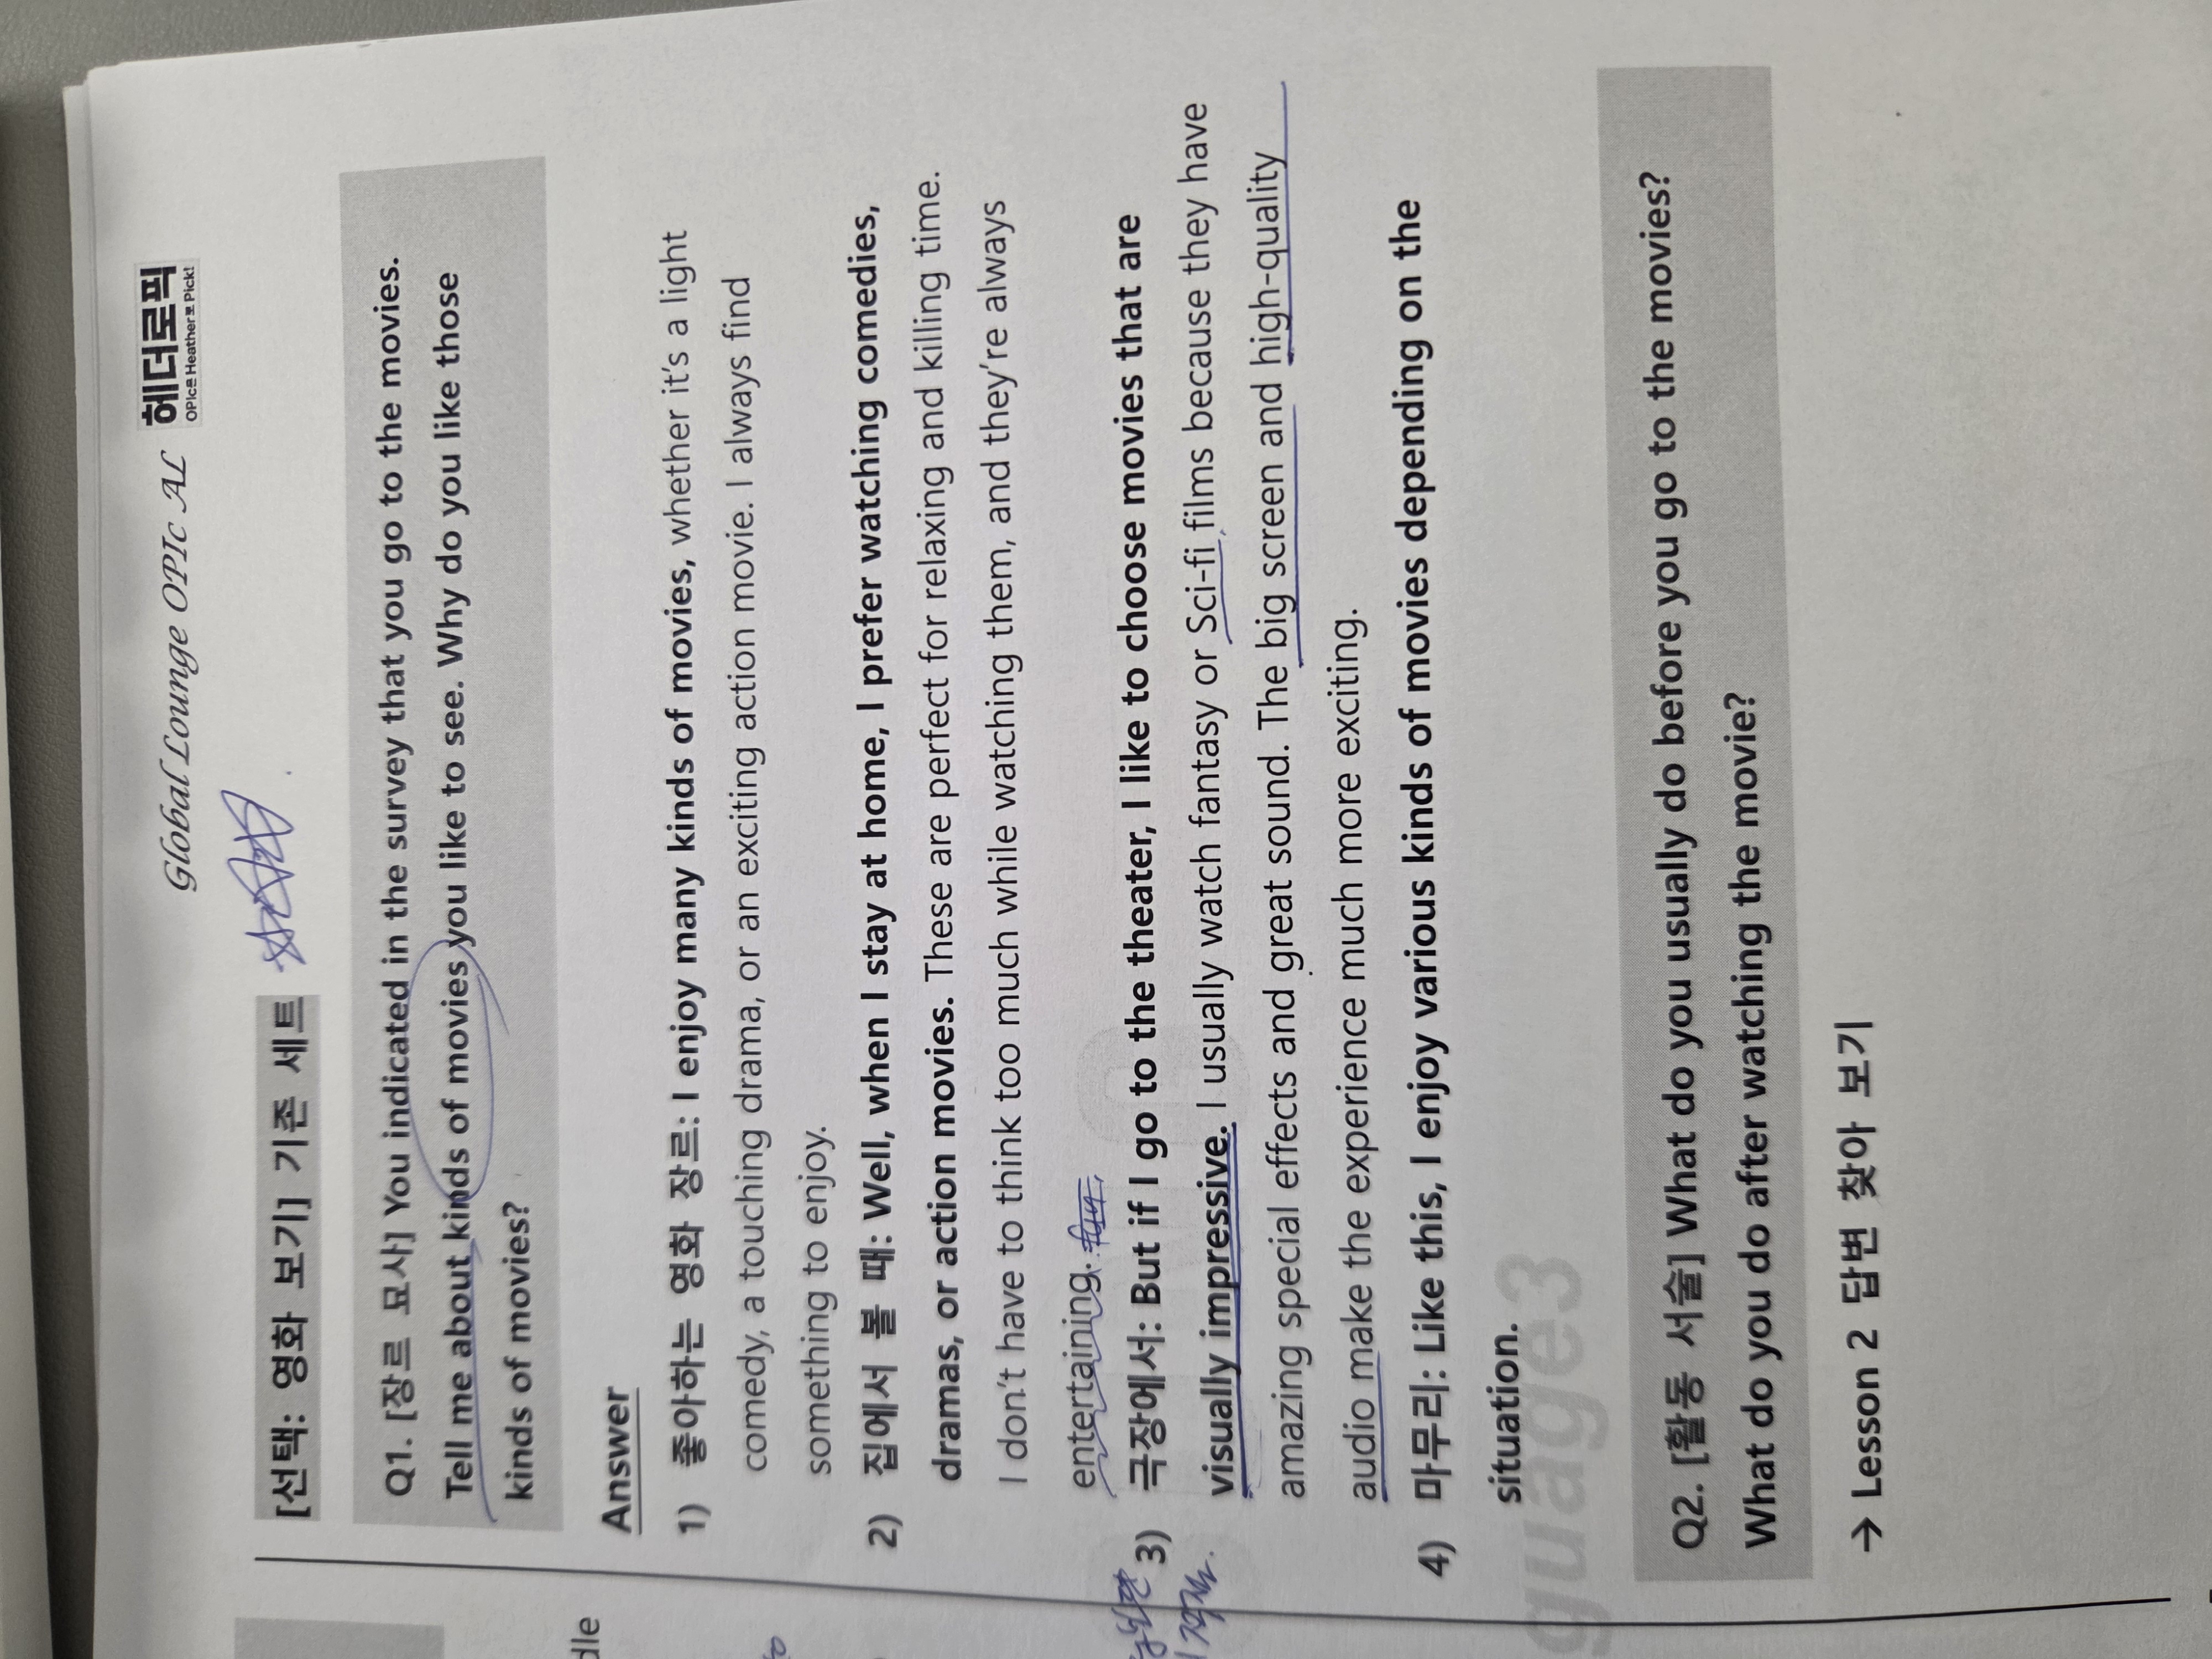 Global Lounge OPIc AL 헤더로픽
OPIc은 Heather로 Pick!
[선택: 영화 보기] 기존 세트
Q1. [장르 묘사] You indicated in the survey that you go to the movies.
Tell me about kinds of movies you like to see. Why do you like those
kinds of movies?
dle
Answer
1) 좋아하는 영화 장르: I enjoy many kinds of movies, whether it's a light
comedy, a touching drama, or an exciting action movie. I always find
something to enjoy.
2) 집에서 볼 때: Well, when I stay at home, I prefer watching comedies,
dramas, or action movies. These are perfect for relaxing and killing time.
I don't have to think too much while watching them, and they're always
entertaining. fun,
3) 극장에서: But if I go to the theater, I like to choose movies that are
visually impressive. I usually watch fantasy or Sci-fi films because they have
amazing special effects and great sound. The big screen and high-quality
audio make the experience much more exciting.
4) 마무리: Like this, I enjoy various kinds of movies depending on the
situation.
guage3
Q2. [활동 서술] What do you usually do before you go to the movies?
What do you do after watching the movie?
→ Lesson 2 답변 찾아 보기